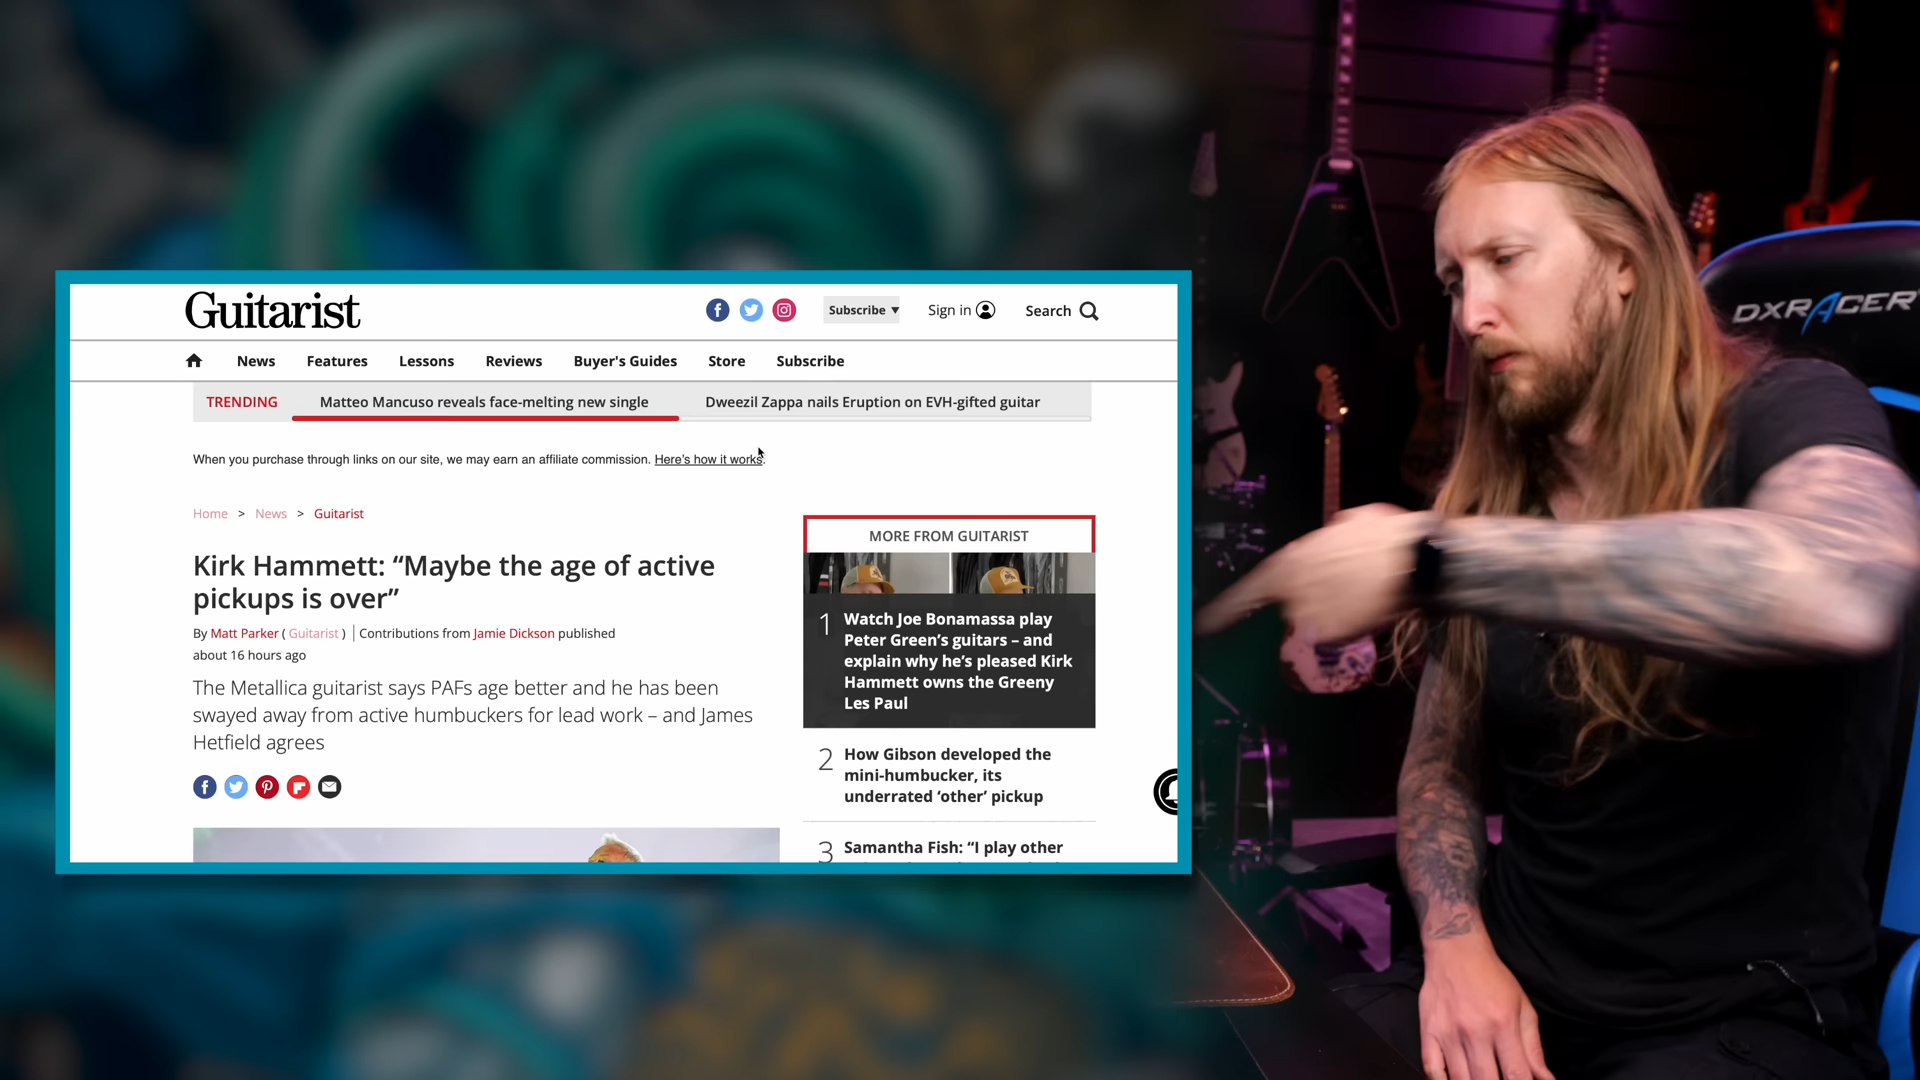 Guitarist
Subscribe ▼
Sign in
Search
News
Features
Lessons
Reviews
Buyer's Guides
Store
Subscribe
TRENDING
Matteo Mancuso reveals face-melting new single
Dweezil Zappa nails Eruption on EVH-gifted guitar
When you purchase through links on our site, we may earn an affiliate commission. Here's how it works.
Home > News > Guitarist
Kirk Hammett: “Maybe the age of active
pickups is over”
By Matt Parker ( Guitarist ) | Contributions from Jamie Dickson published
about 16 hours ago
The Metallica guitarist says PAFs age better and he has been
swayed away from active humbuckers for lead work – and James
Hetfield agrees
MORE FROM GUITARIST
1 Watch Joe Bonamassa play
Peter Green’s guitars – and
explain why he’s pleased Kirk
Hammett owns the Greeny
Les Paul
2 How Gibson developed the
mini-humbucker, its
underrated ‘other’ pickup
3 Samantha Fish: “I play other
DXRACER